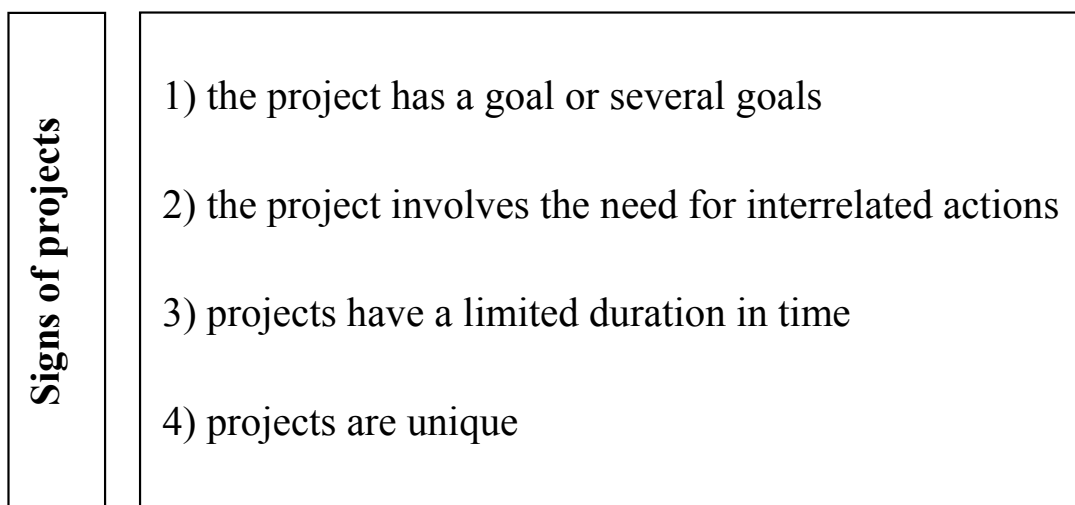 Signs of projects
1) the project has a goal or several goals
2) the project involves the need for interrelated actions
3) projects have a limited duration in time
4) projects are unique